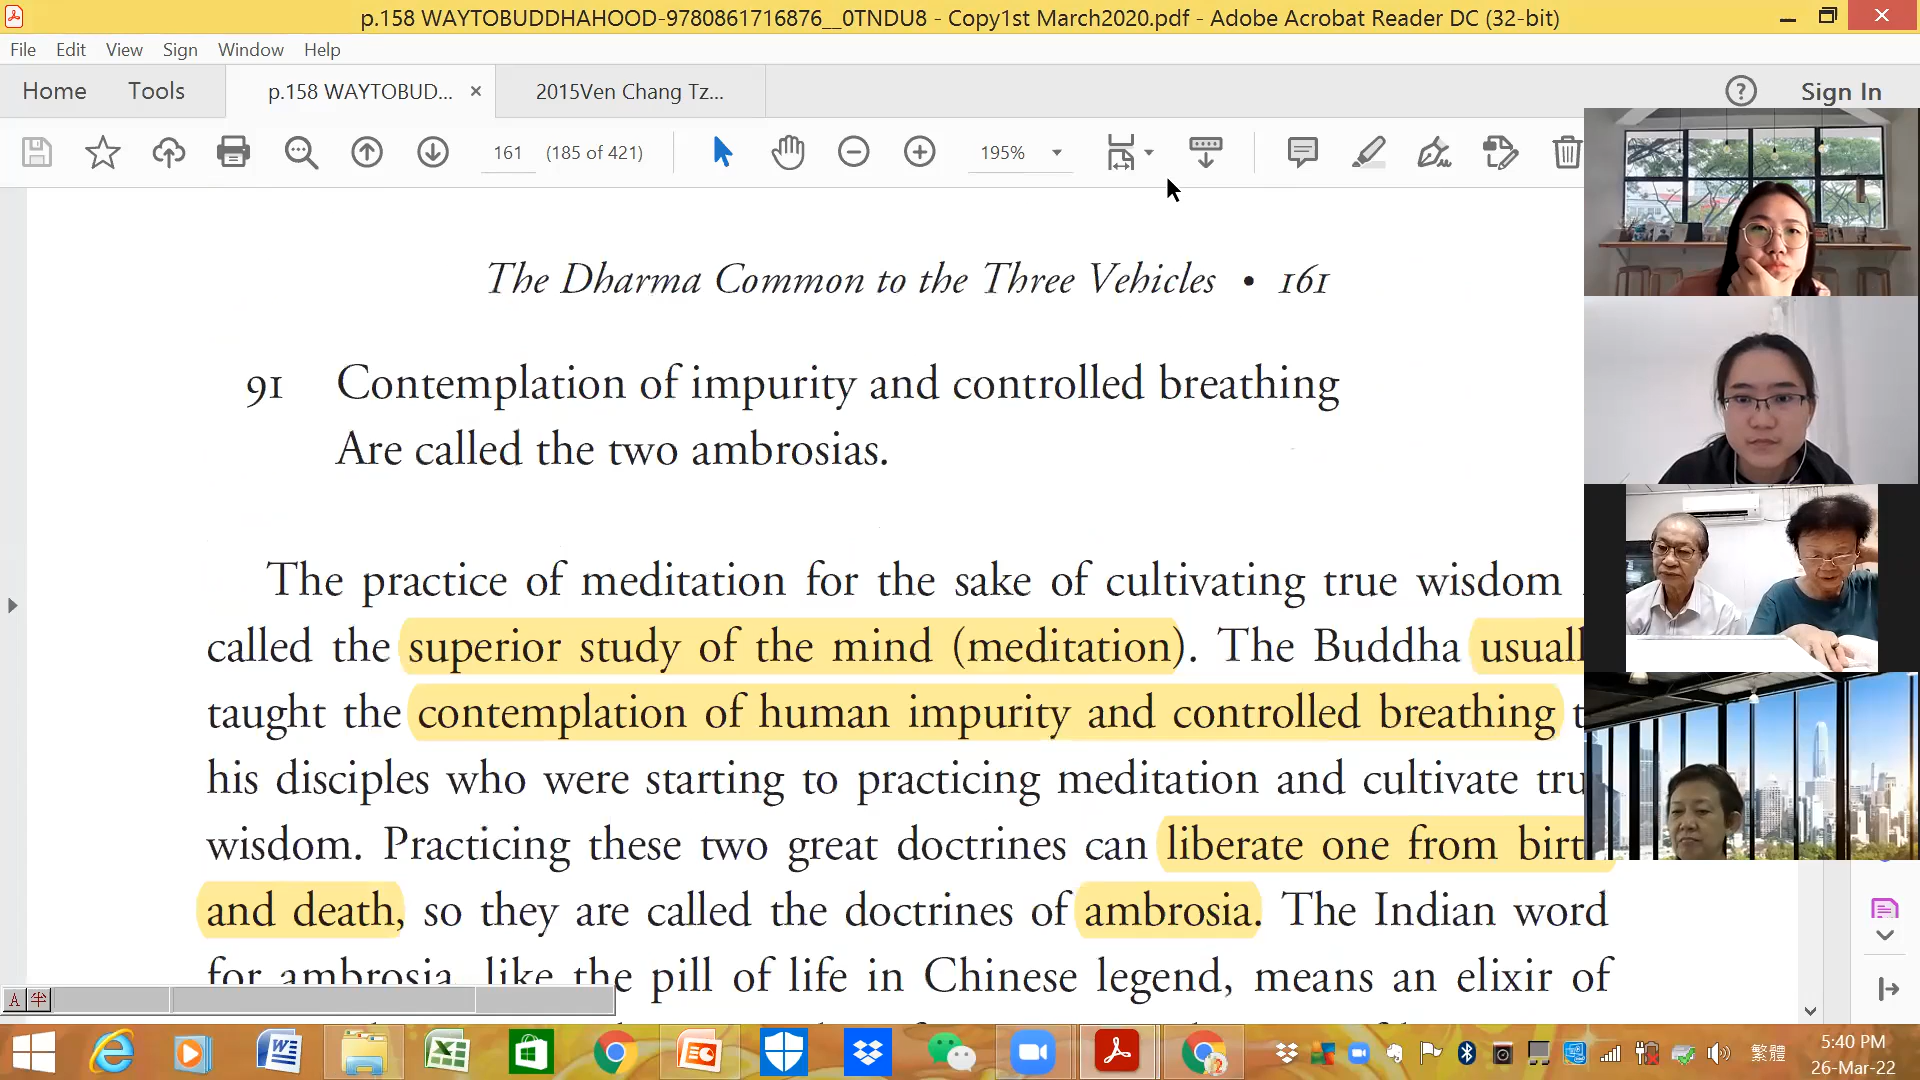 p.158 WAYTOBUDDHAHOOD-9780861716876__0TNDU8 - Copy1st March2020.pdf - Adobe Acrobat Reader DC (32-bit)
File Edit View Sign Window Help
Home Tools p.158 WAYTOBUD... × 2015Ven Chang Tz... Sign In
161 (185 of 421) 195%
The Dharma Common to the Three Vehicles • 161
91 Contemplation of impurity and controlled breathing
Are called the two ambrosias.
The practice of meditation for the sake of cultivating true wisdom
called the superior study of the mind (meditation). The Buddha usuall
taught the contemplation of human impurity and controlled breathing t
his disciples who were starting to practicing meditation and cultivate tru
wisdom. Practicing these two great doctrines can liberate one from birt
and death, so they are called the doctrines of ambrosia. The Indian word
for ambrosia, like the pill of life in Chinese legend, means an elixir of
A 半
繁體
5:40 PM
26-Mar-22